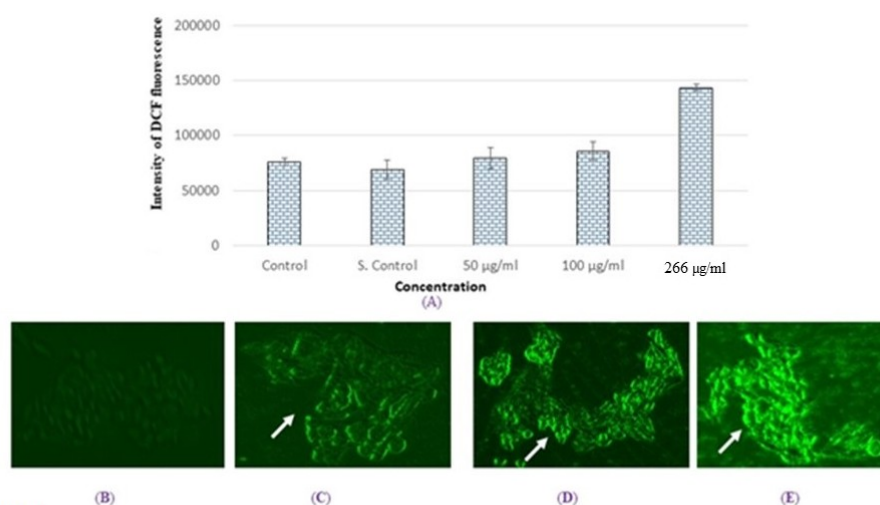 Intensity of DCF fluorescence
200000
150000
100000
50000
0
Control S. Control 50 µg/ml 100 µg/ml 266 µg/ml
Concentration
(A)
(B) (C) (D) (E)